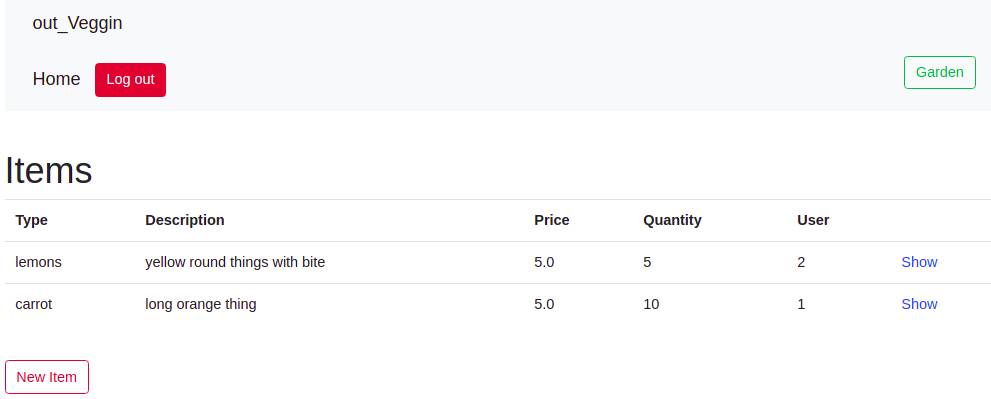 out_Veggin
Home Log out Garden
Items
Type Description Price Quantity User
lemons yellow round things with bite 5.0 5 2 Show
carrot long orange thing 5.0 10 1 Show
New Item